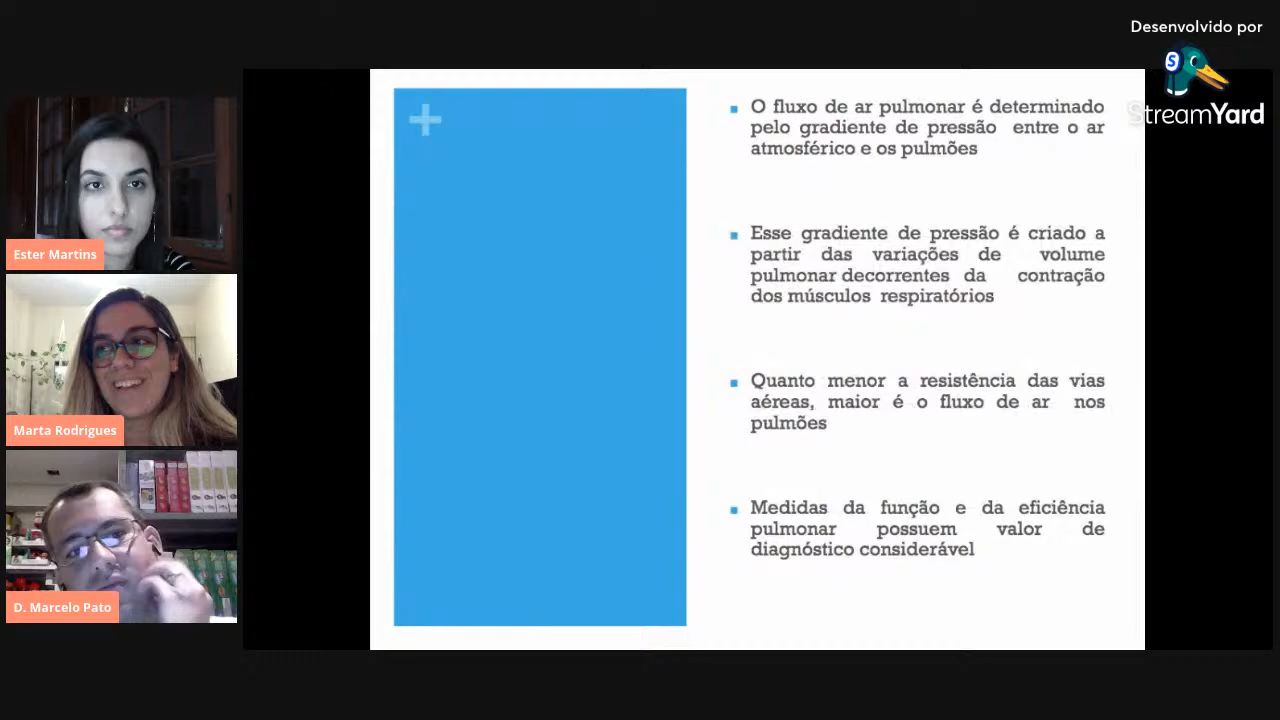 Desenvolvido por
StreamYard
Ester Martins
Marta Rodrigues
D. Marcelo Pato
O fluxo de ar pulmonar é determinado
pelo gradiente de pressão entre o ar
atmosférico e os pulmões
Esse gradiente de pressão é criado a
partir das variações de volume
pulmonar decorrentes da contração
dos músculos respiratórios
Quanto menor a resistência das vias
aéreas, maior é o fluxo de ar nos
pulmões
Medidas da função e da eficiência
pulmonar possuem valor de
diagnóstico considerável